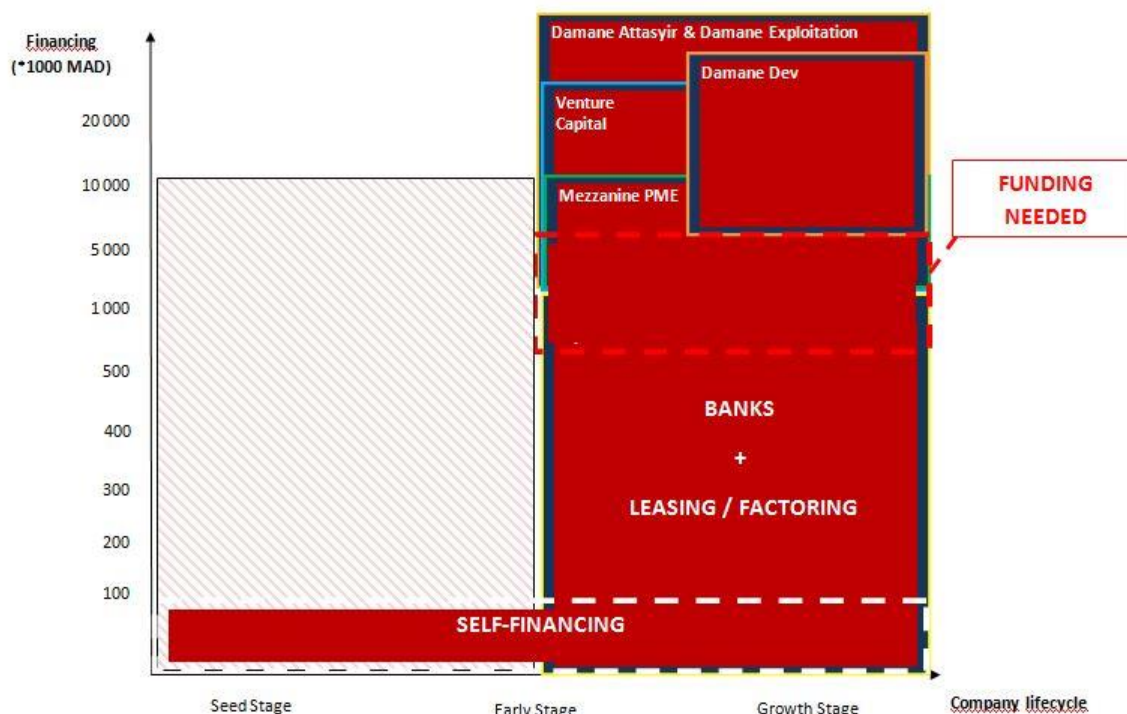 Financing
(*1000 MAD)
Damane Attasyir & Damane Exploitation
Damane Dev
Venture
Capital
Mezzanine PME
FUNDING
NEEDED
20 000
10 000
5 000
1 000
500
400
300
200
100
BANKS
+
LEASING / FACTORING
SELF-FINANCING
Seed Stage
Early Stage
Growth Stage
Company lifecycle